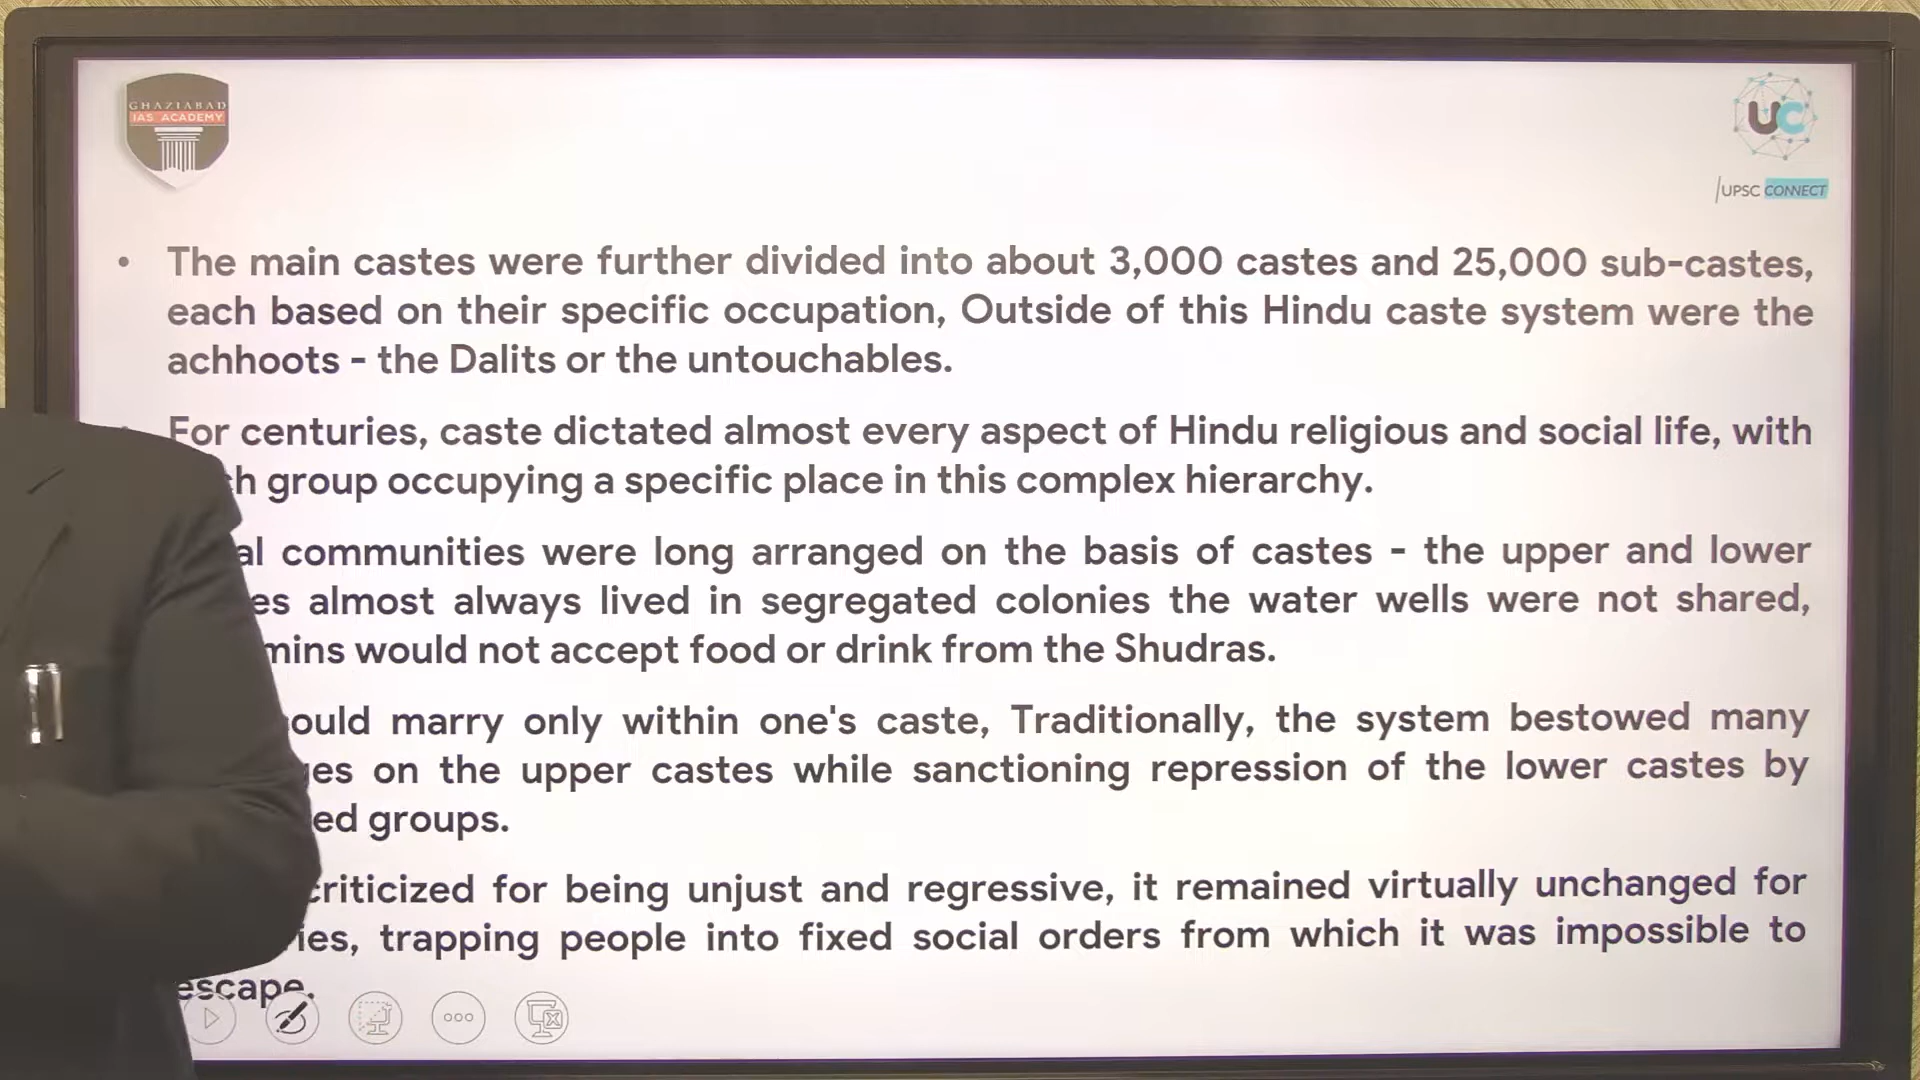 GHAZIABAD
IAS ACADEMY
UC
UPSC CONNECT
• The main castes were further divided into about 3,000 castes and 25,000 sub-castes,
each based on their specific occupation, Outside of this Hindu caste system were the
achhoots - the Dalits or the untouchables.
For centuries, caste dictated almost every aspect of Hindu religious and social life, with
group occupying a specific place in this complex hierarchy.
communities were long arranged on the basis of castes - the upper and lower
almost always lived in segregated colonies the water wells were not shared,
would not accept food or drink from the Shudras.
marry only within one's caste, Traditionally, the system bestowed many
on the upper castes while sanctioning repression of the lower castes by
groups.
criticized for being unjust and regressive, it remained virtually unchanged for
trapping people into fixed social orders from which it was impossible to
escape.